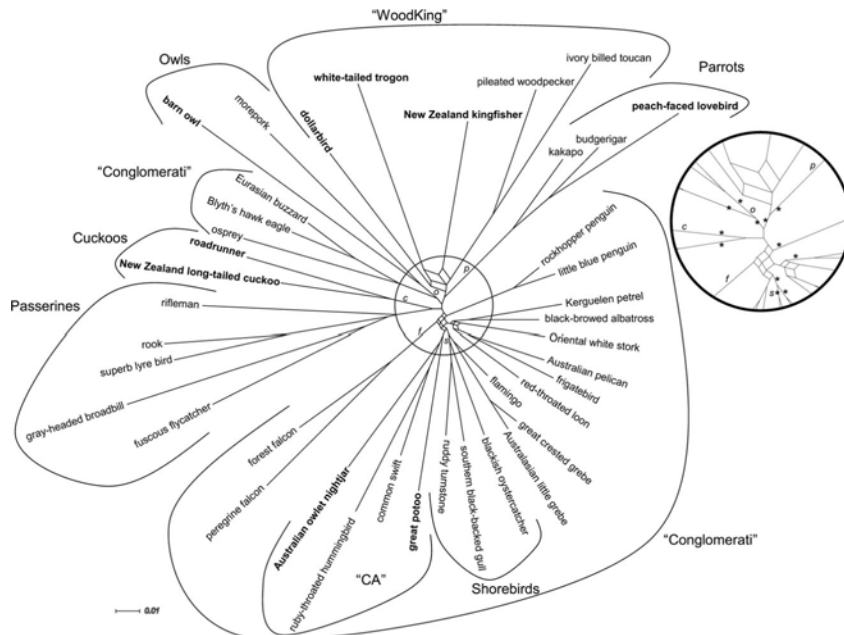 "WoodKing"
Owls
ivory billed toucan
Parrots
white-tailed trogon
pileated woodpecker
morepork
barn owl
dollarbird
New Zealand kingfisher
peach-faced lovebird
budgerigar
kakapo
"Conglomerati"
Eurasian buzzard
Blyth's hawk eagle
osprey
Cuckoos
roadrunner
New Zealand long-tailed cuckoo
Passerines
rifleman
rook
superb lyre bird
gray-headed broadbill
fuscous flycatcher
rockhopper penguin
little blue penguin
Kerguelen petrel
black-browed albatross
Oriental white stork
Australian pelican
frigatebird
red-throated loon
flamingo
great crested grebe
Australasian little grebe
blackish oystercatcher
southern black-backed gull
ruddy turnstone
great potoo
common swift
Australian owlet nightjar
ruby-throated hummingbird
forest falcon
peregrine falcon
"CA"
Shorebirds
"Conglomerati"
p
o
c
f
s
p
o
c
f
s
0.01